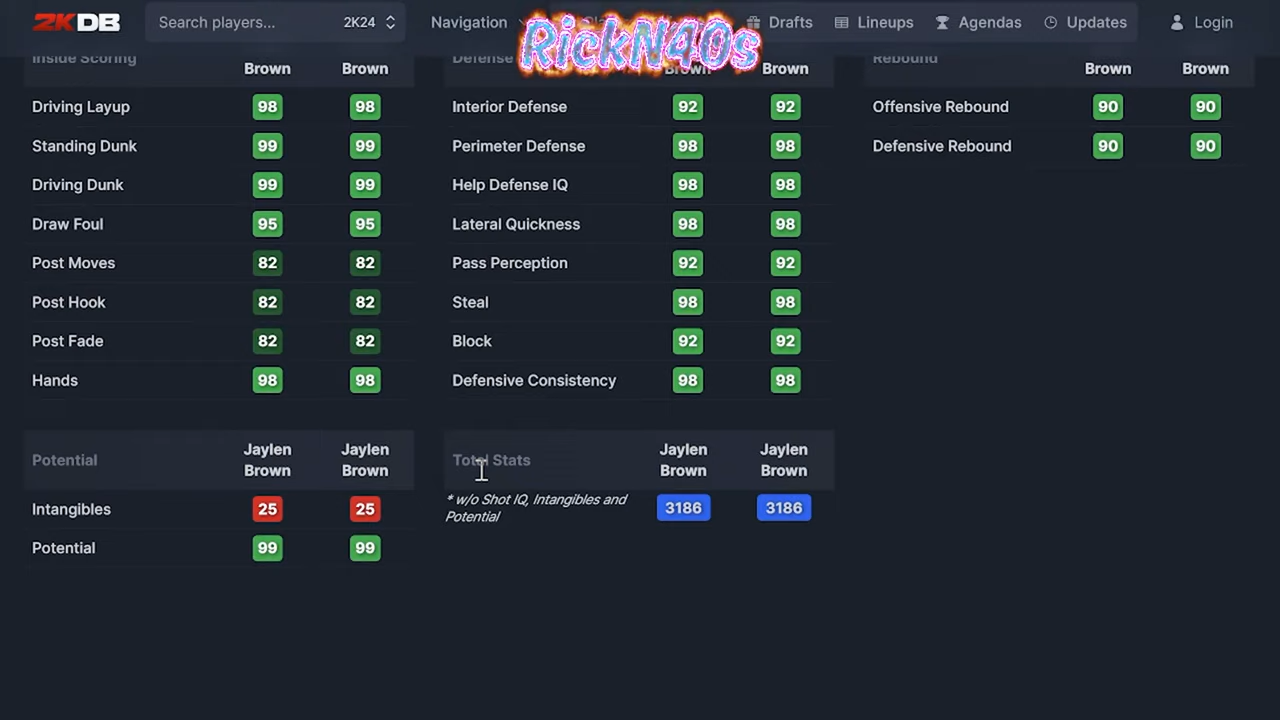 2KDB
Search players...
2K24
Navigation
Drafts
Lineups
Agendas
Updates
Login
RickN40s
Inside Scoring
Brown
Brown
Driving Layup 98 98
Standing Dunk 99 99
Driving Dunk 99 99
Draw Foul 95 95
Post Moves 82 82
Post Hook 82 82
Post Fade 82 82
Hands 98 98
Defense
Brown
Brown
Interior Defense 92 92
Perimeter Defense 98 98
Help Defense IQ 98 98
Lateral Quickness 98 98
Pass Perception 92 92
Steal 98 98
Block 92 92
Defensive Consistency 98 98
Rebound
Brown
Brown
Offensive Rebound 90 90
Defensive Rebound 90 90
Potential
Jaylen
Brown
Jaylen
Brown
Intangibles 25 25
Potential 99 99
Total Stats
Jaylen
Brown
Jaylen
Brown
* w/o Shot IQ, Intangibles and
Potential
3186 3186